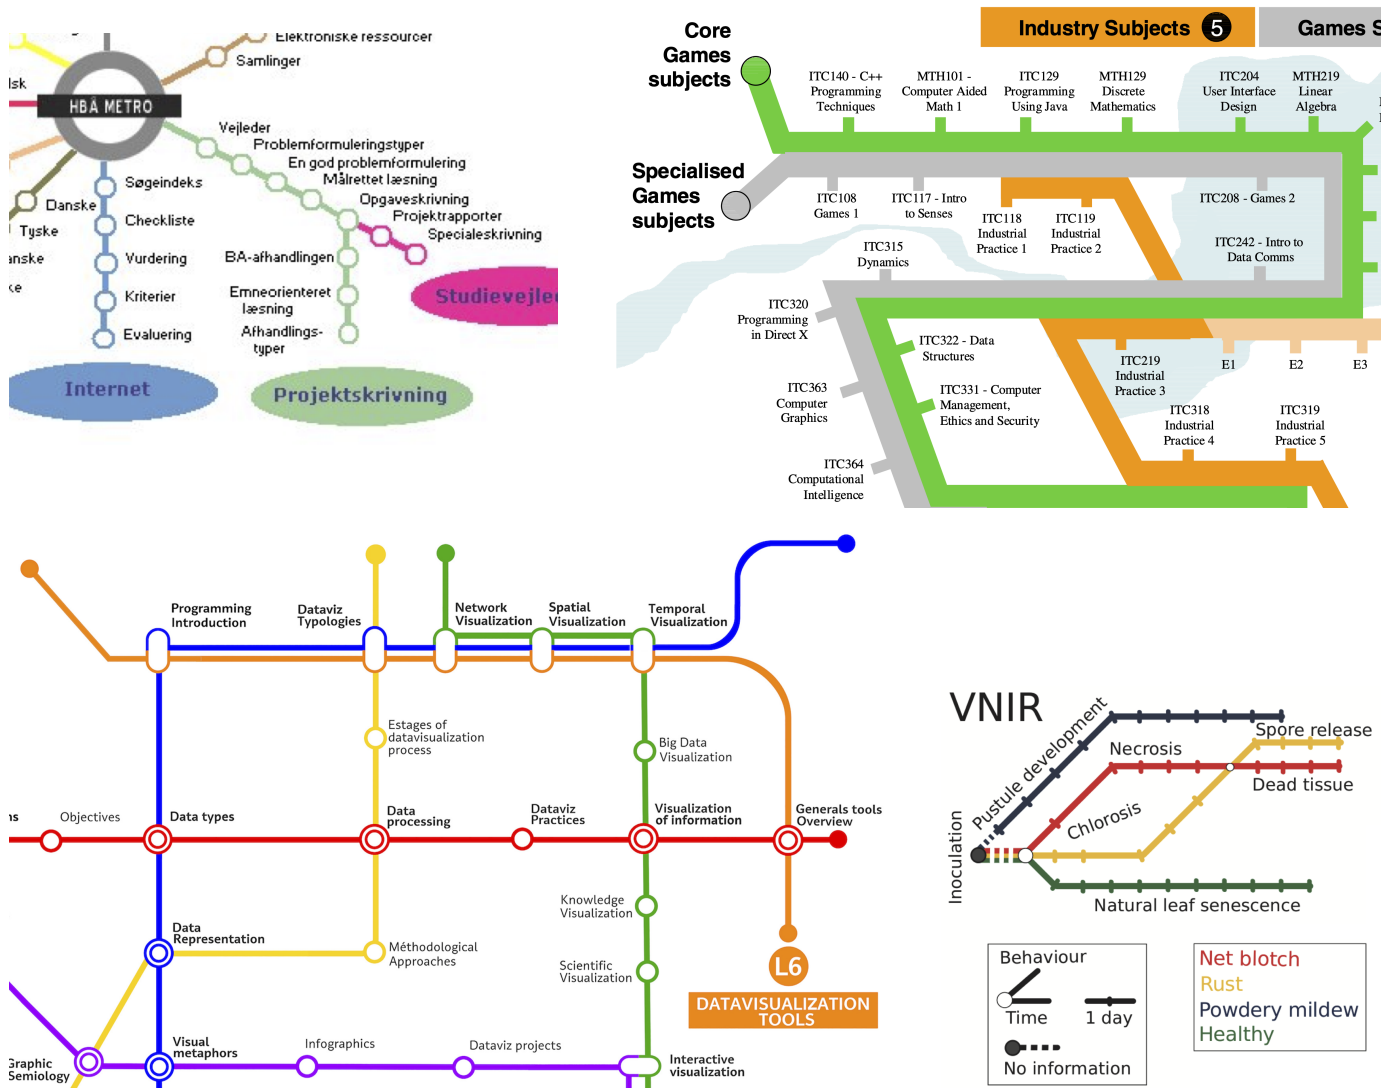 Elektroniske ressourcer
Samlinger
lsk
HBÅ METRO
Vejleder
Problemformuleringstyper
En god problemformulering
Målrettet læsning
Opgaveskrivning
Projektrapporter
Specialeskrivning
Søgeindeks
Danske
Checkliste
Tyske
BA-afhandlingen
anske
Vurdering
ke
Kriterier
Emneorienteret
læsning
Evaluering
Afhandlings-
typer
Studievejle
Internet
Projektskrivning
Industry Subjects 5
Games S
Core
Games
subjects
ITC140 - C++
Programming
Techniques
MTH101 -
Computer Aided
Math 1
ITC129
Programming
Using Java
MTH129
Discrete
Mathematics
ITC204
User Interface
Design
MTH219
Linear
Algebra
Specialised
Games
subjects
ITC108
Games 1
ITC117 - Intro
to Senses
ITC118
Industrial
Practice 1
ITC119
Industrial
Practice 2
ITC208 - Games 2
ITC242 - Intro to
Data Comms
ITC315
Dynamics
ITC320
Programming
in Direct X
ITC322 - Data
Structures
ITC219
Industrial
Practice 3
E1
E2
E3
ITC363
Computer
Graphics
ITC331 - Computer
Management,
Ethics and Security
ITC318
Industrial
Practice 4
ITC319
Industrial
Practice 5
ITC364
Computational
Intelligence
Programming
Introduction
Dataviz
Typologies
Network
Visualization
Spatial
Visualization
Temporal
Visualization
Estages of
datavisualization
process
Big Data
Visualization
ns
Objectives
Data types
Data
processing
Dataviz
Practices
Visualization
of information
Generals tools
Overview
Knowledge
Visualization
Data
Representation
Méthodological
Approaches
Scientific
Visualization
L6
DATAVISUALIZATION
TOOLS
Graphic
Semiology
Visual
metaphors
Infographics
Dataviz projects
Interactive
visualization
VNIR
Pustule development
Necrosis
Spore release
Dead tissue
Chlorosis
Inoculation
Natural leaf senescence
Behaviour
Time
1 day
No information
Net blotch
Rust
Powdery mildew
Healthy